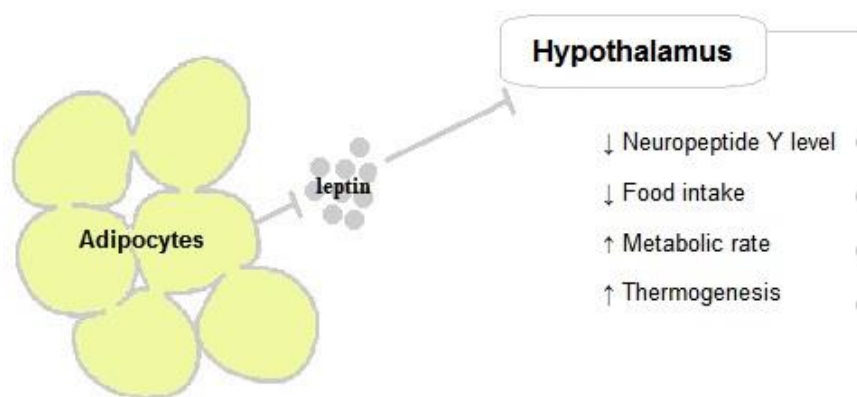 Hypothalamus
↓ Neuropeptide Y level
leptin
↓ Food intake
Adipocytes
↑ Metabolic rate
↑ Thermogenesis